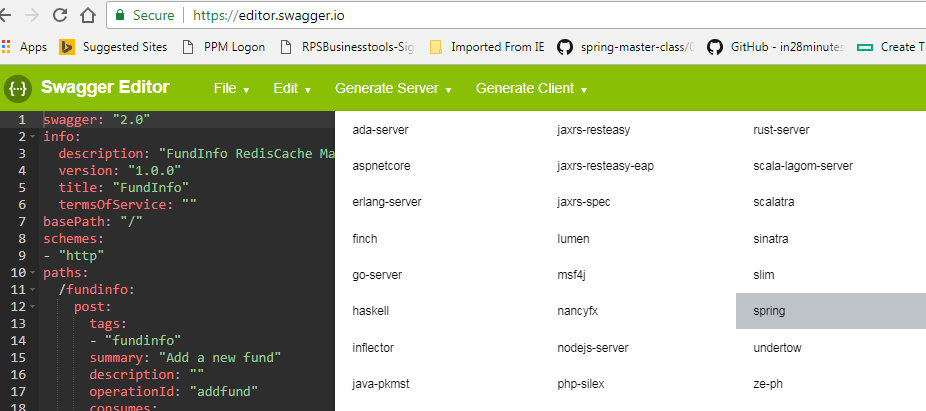 Secure https://editor.swagger.io
Apps Suggested Sites PPM Logon RPSBusinesstools-Sig Imported From IE spring-master-class/ GitHub - in28minutes Create T
{··} Swagger Editor File Edit Generate Server Generate Client
1 swagger: "2.0"
2 info:
3 description: "FundInfo RedisCache Ma
4 version: "1.0.0"
5 title: "FundInfo"
6 termsOfService: ""
7 basePath: "/"
8 schemes:
9 - "http"
10 paths:
11 /fundinfo:
12 post:
13 tags:
14 - "fundinfo"
15 summary: "Add a new fund"
16 description: ""
17 operationId: "addfund"
18 consumes:
ada-server jaxrs-resteasy rust-server
aspnetcore jaxrs-resteasy-eap scala-lagom-server
erlang-server jaxrs-spec scalatra
finch lumen sinatra
go-server msf4j slim
haskell nancyfx spring
inflector nodejs-server undertow
java-pkmst php-silex ze-ph